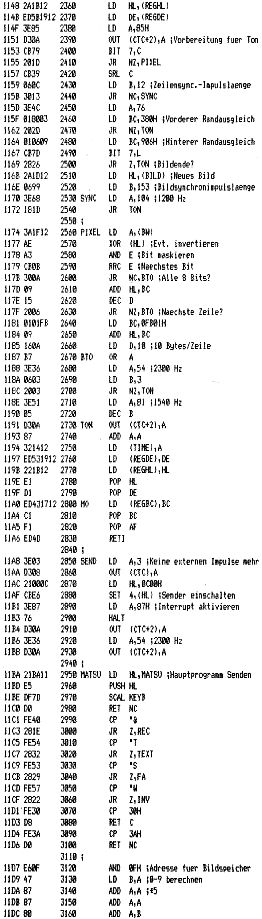 1148 2A1B12 2360 LD HL,(REGHL)
114B ED5B1912 2370 LD DE,(REGDE)
114F 3E85 2380 LD A,85H
1151 D30A 2390 OUT (CTC+2),A ;Vorbereitung fuer Ton
1153 CB79 2400 BIT 7,C
1155 201D 2410 JR NZ,PIXEL
1157 CB39 2420 SRL C
1159 060C 2430 LD B,12 ;Zeilensync.-Impulslaenge
115B 3013 2440 JR NC,SYNC
115D 3E4C 2450 LD A,76
115F 018003 2460 LD BC,380H ;Vorderer Randausgleich
1162 202D 2470 JR NZ,TON
1164 010609 2480 LD BC,906H ;Hinterer Randausgleich
1167 CB7D 2490 BIT 7,L
1169 2826 2500 JR Z,TON ;Bildende?
116B 2A1D12 2510 LD HL,(BILD) ;Neues Bild
116E 0699 2520 LD B,153 ;Bildsynchronimpulslaenge
1170 3E68 2530 SYNC LD A,104 ;1200 Hz
1172 181D 2540 JR TON
2550 ;
1174 3A1F12 2560 PIXEL LD A,(BW)
1177 AE 2570 XOR (HL) ;Evt. invertieren
1178 A3 2580 AND E ;Bit maskieren
1179 CB0B 2590 RRC E ;Naechstes Bit
117B 300A 2600 JR NC,BTO ;Alle 8 Bits?
117D 09 2610 ADD HL,BC
117E 15 2620 DEC D
117F 2006 2630 JR NZ,BTO ;Naechste Zeile?
1181 0101FB 2640 LD BC,0FB01H
1184 09 2650 ADD HL,BC
1185 160A 2660 LD D,10 ;10 Bytes/Zeile
1187 B7 2670 BTO OR A
1188 3E36 2680 LD A,54 ;2300 Hz
118A 0603 2690 LD B,3
118C 2003 2700 JR NZ,TON
118E 3E51 2710 LD A,81 ;1540 Hz
1190 05 2720 DEC B
1191 D30A 2730 TON OUT (CTC+2),A
1193 87 2740 ADD A,A
1194 321412 2750 LD (TIME),A
1197 ED531912 2760 LD (REGDE),DE
119B 221B12 2770 LD (REGHL),HL
119E E1 2780 POP HL
119F D1 2790 POP DE
11A0 ED431712 2800 MO LD (REGBC),BC
11A4 C1 2810 POP BC
11A5 F1 2820 POP AF
11A6 ED4D 2830 RETI
2840 ;
11A8 3E03 2850 SEND LD A,3 ;Keine externen Impulse mehr
11AA D308 2860 OUT (CTC),A
11AC 21000C 2870 LD HL,0C00H
11AF CBE6 2880 SET 4,(HL) ;Sender einschalten
11B1 3E87 2890 LD A,87H ;Interrupt aktivieren
11B3 76 2900 HALT
11B4 D30A 2910 OUT (CTC+2),A
11B6 3E36 2920 LD A,54 ;2300 Hz
11B8 D30A 2930 OUT (CTC+2),A
2940 ;
11BA 21BA11 2950 MATSU LD HL,MATSU ;Hauptprogramm Senden
11BD E5 2960 PUSH HL
11BE DF7D 2970 SCAL KEYB
11C0 D0 2980 RET NC
11C1 FE40 2990 CP "@
11C3 281E 3000 JR Z,REC
11C5 FE54 3010 CP "T
11C7 2832 3020 JR Z,TEXT
11C9 FE53 3030 CP "S
11CB 2829 3040 JR Z,FA
11CD FE57 3050 CP "W
11CF 2822 3060 JR Z,INV
11D1 FE30 3070 CP 30H
11D3 D8 3080 RET C
11D4 FE3A 3090 CP 3AH
11D6 D0 3100 RET NC
3110 ;
11D7 E60F 3120 AND 0FH ;Adresse fuer Bildspeicher
11D9 47 3130 LD B,A ;0-9 berechnen
11DA 87 3140 ADD A,A ;*5
11DB 87 3150 ADD A,A
11DC 80 3160 ADD A,B